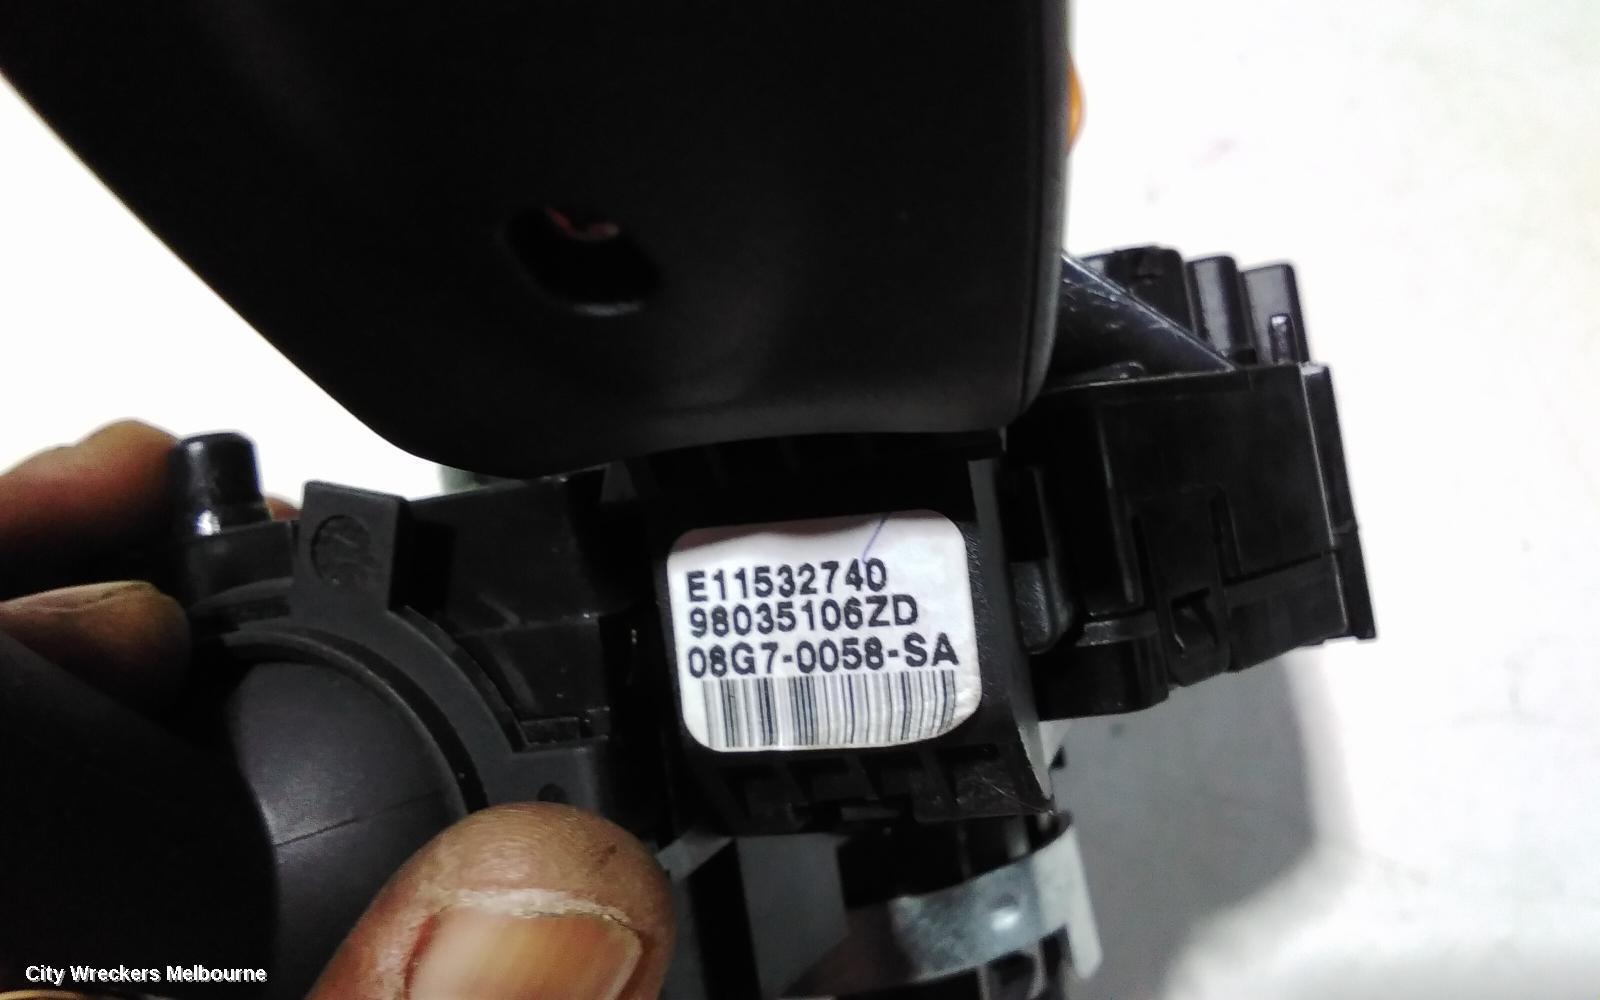 E11532740
98035106ZD
08G7-0058-SA
City Wreckers Melbourne